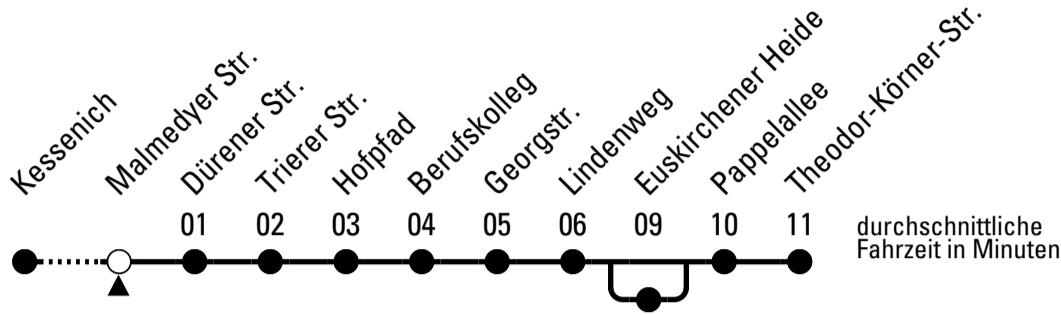 Kessenich
Malmedyer Str.
Dürener Str.
Trierer Str.
Hofpfad
Berufskolleg
Georgstr.
Lindenweg
Euskirchener Heide
Pappelallee
Theodor-Körner-Str.
01 02 03 04 05 06 09 10 11
durchschnittliche
Fahrzeit in Minuten